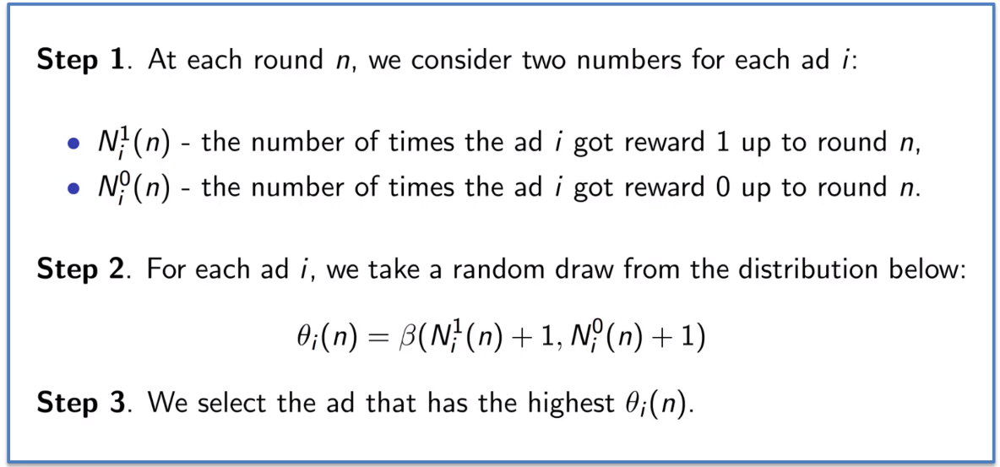 Step 1. At each round n, we consider two numbers for each ad i:
• N_i^1(n) - the number of times the ad i got reward 1 up to round n,
• N_i^0(n) - the number of times the ad i got reward 0 up to round n.
Step 2. For each ad i, we take a random draw from the distribution below:
θ_i(n) = β(N_i^1(n) + 1, N_i^0(n) + 1)
Step 3. We select the ad that has the highest θ_i(n).